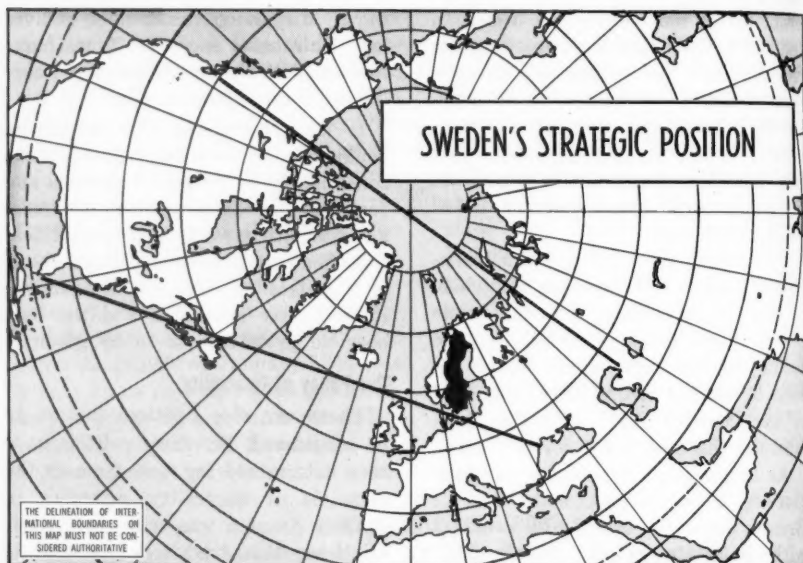 SWEDEN'S STRATEGIC POSITION
THE DELINEATION OF INTER-
NATIONAL BOUNDARIES ON
THIS MAP MUST NOT BE CON-
SIDERED AUTHORITATIVE